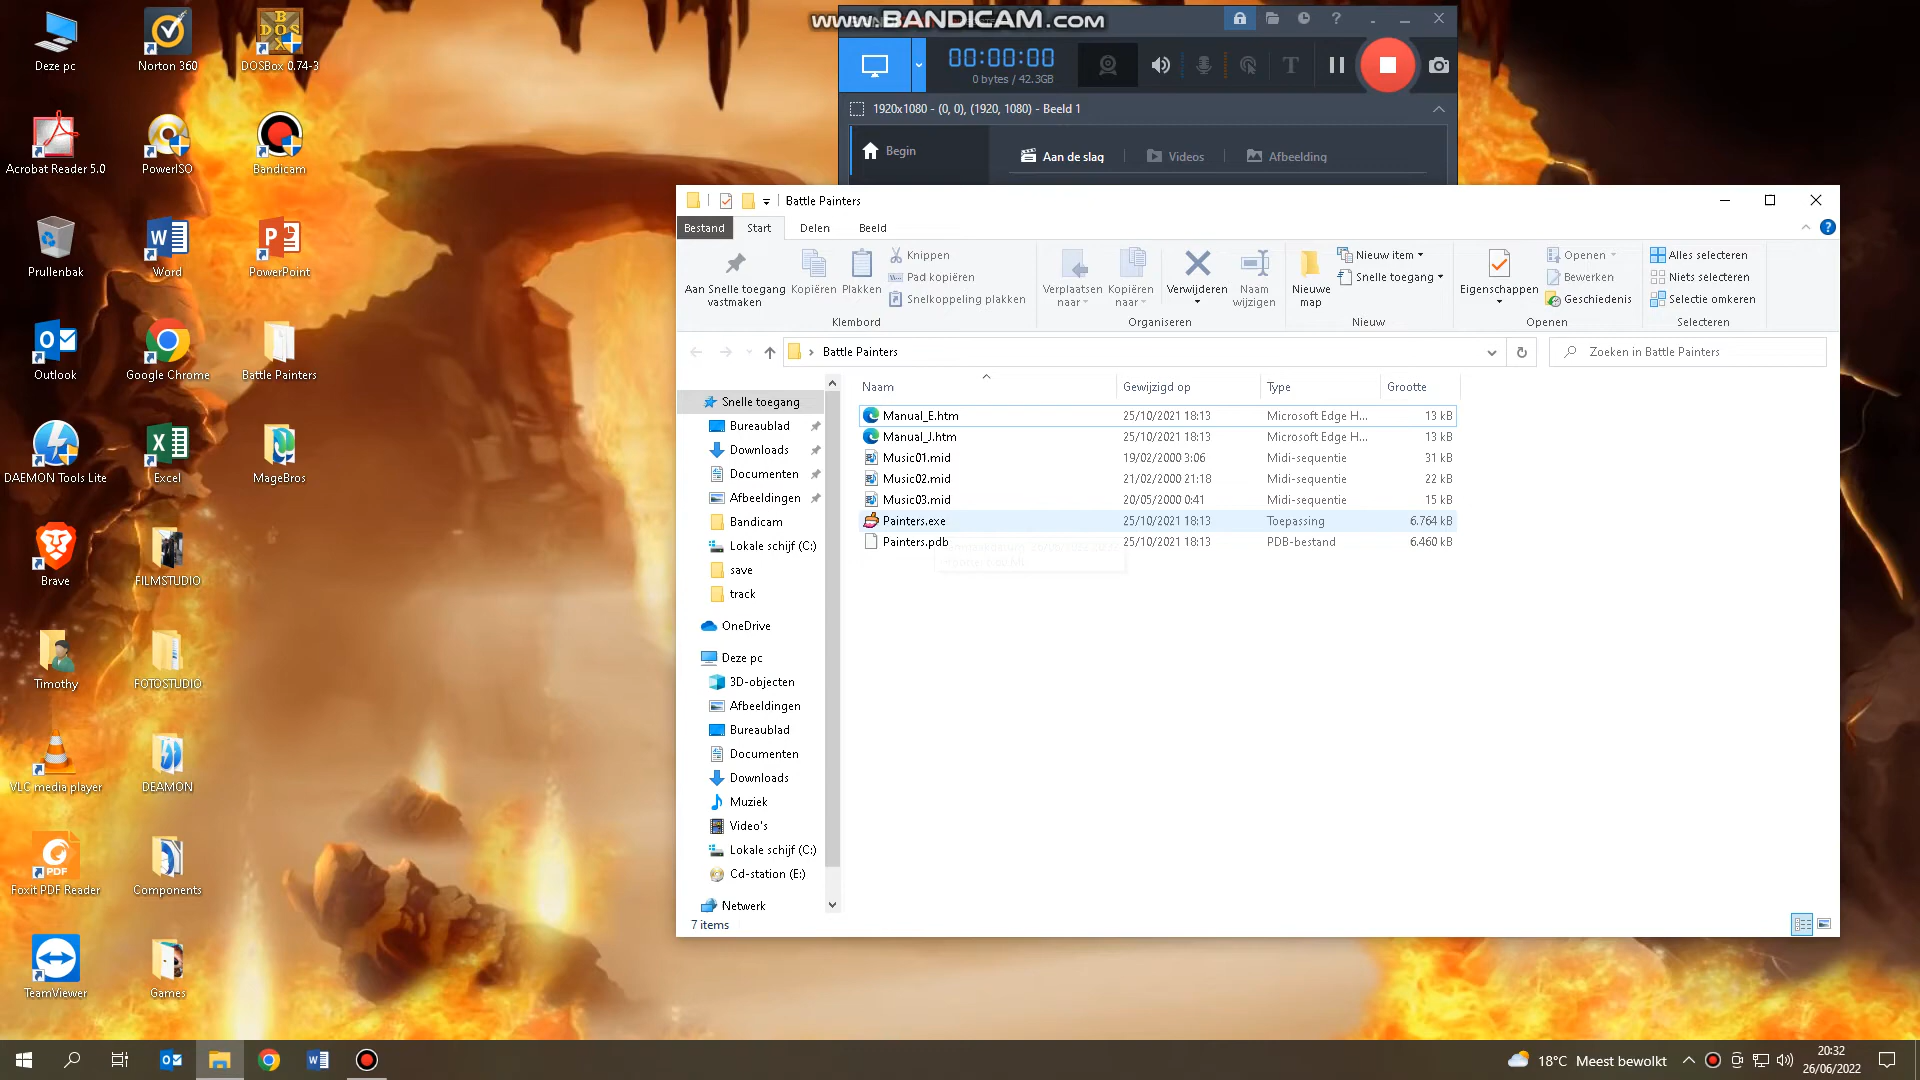 www.BANDICAM.com
Deze pc
Norton 360
DOSBox 0.74-3
Acrobat Reader 5.0
PowerISO
Bandicam
Prullenbak
Word
PowerPoint
Outlook
Google Chrome
Battle Painters
DAEMON Tools Lite
Excel
MageBros
Brave
FILMSTUDIO
Timothy
FOTOSTUDIO
VLC media player
DEAMON
Foxit PDF Reader
Components
TeamViewer
Games
00:00:00
0 bytes / 42.3GB
1920x1080 - (0, 0), (1920, 1080) - Beeld 1
Begin
Aan de slag
Videos
Afbeelding
Battle Painters
Bestand
Start
Delen
Beeld
Aan Snelle toegang vastmaken
Kopiëren
Plakken
Knippen
Pad kopiëren
Snelkoppeling plakken
Klembord
Verplaatsen naar
Kopiëren naar
Verwijderen
Naam wijzigen
Organiseren
Nieuwe map
Nieuw item
Snelle toegang
Nieuw
Eigenschappen
Openen
Bewerken
Geschiedenis
Openen
Alles selecteren
Niets selecteren
Selectie omkeren
Selecteren
Battle Painters
Zoeken in Battle Painters
Snelle toegang
Bureaublad
Downloads
Documenten
Afbeeldingen
Bandicam
Lokale schijf (C:)
save
track
OneDrive
Deze pc
3D-objecten
Afbeeldingen
Bureaublad
Documenten
Downloads
Muziek
Video's
Lokale schijf (C:)
Cd-station (E:)
Netwerk
Naam Gewijzigd op Type Grootte
Manual_E.htm 25/10/2021 18:13 Microsoft Edge H... 13 kB
Manual_J.htm 25/10/2021 18:13 Microsoft Edge H... 13 kB
Music01.mid 19/02/2000 3:06 Midi-sequentie 31 kB
Music02.mid 21/02/2000 21:18 Midi-sequentie 22 kB
Music03.mid 20/05/2000 0:41 Midi-sequentie 15 kB
Painters.exe 25/10/2021 18:13 Toepassing 6.764 kB
Painters.pdb 25/10/2021 18:13 PDB-bestand 6.460 kB
7 items
18°C Meest bewolkt
20:32
26/06/2022